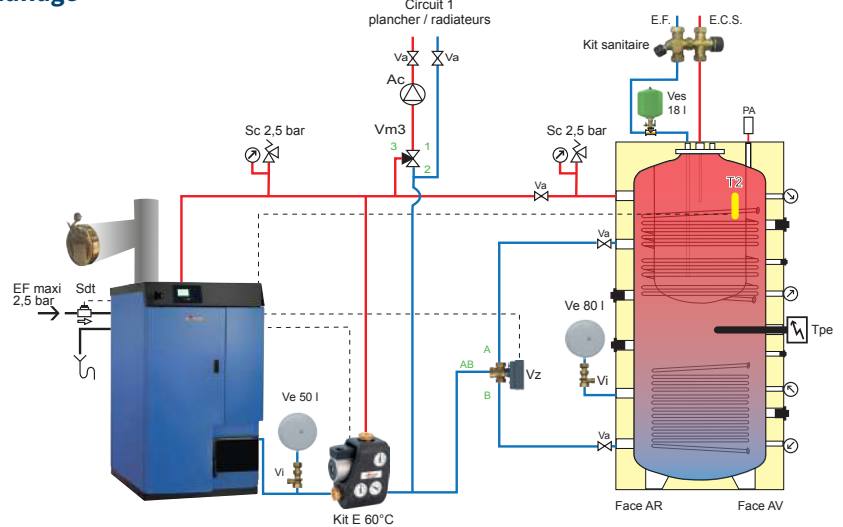 Circuit 1
plancher / radiateurs
E.F.
E.C.S.
Kit sanitaire
Va
Va
Ac
Ves
18 l
PA
Sc 2,5 bar
Vm3
3
1
2
Sc 2,5 bar
T2
Va
Va
EF maxi
2,5 bar
Sdt
Ve 80 l
Tpe
A
AB
Vz
B
Vi
Ve 50 l
Va
Vi
Kit E 60°C
Face AR
Face AV